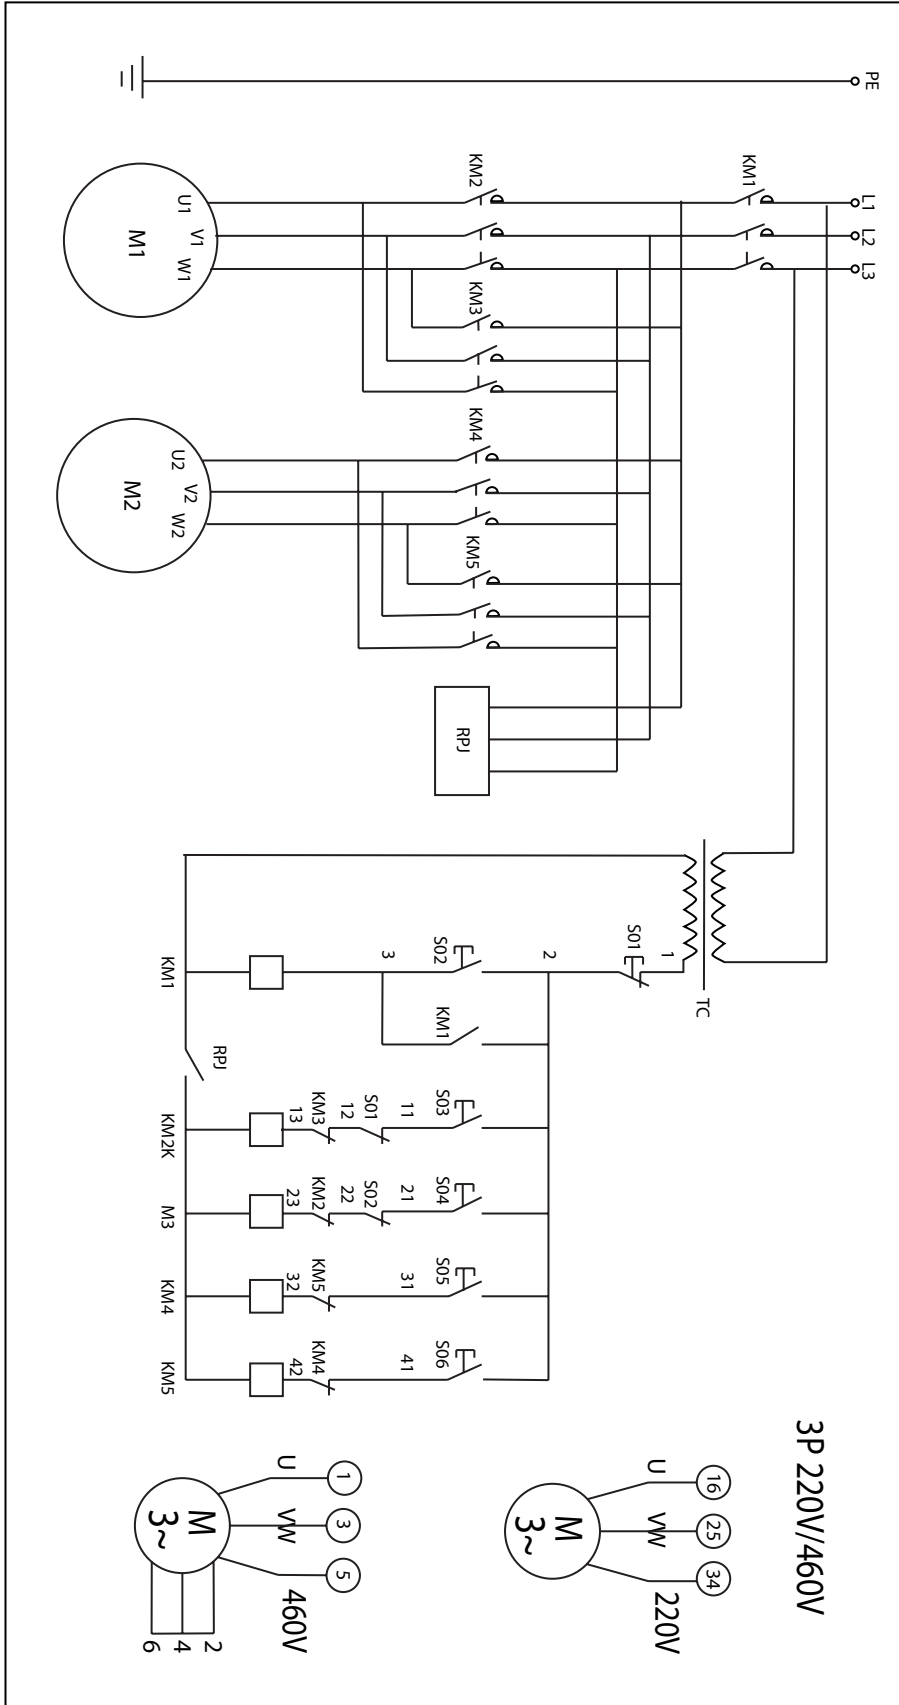 PE
L1
L2
L3
KM1
KM2
KM3
KM4
KM5
U1
V1
W1
M1
U2
V2
W2
M2
RPJ
TC
1
S01
2
S02
KM1
S03
S04
S05
S06
3
11
21
31
41
S01
S02
12
22
KM3
KM2
KM5
KM4
13
23
32
42
RPJ
KM1
KM2K
M3
KM4
KM5
3P 220V/460V
16
25
34
U
VW
220V
M
3~
1
3
5
U
VW
460V
M
3~
2
4
6